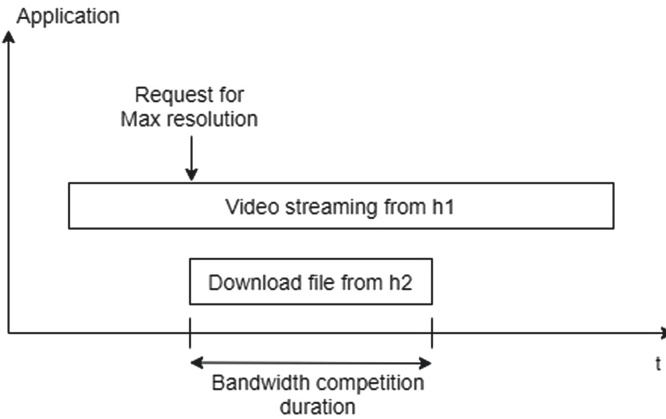 Application
Request for
Max resolution
Video streaming from h1
Download file from h2
t
Bandwidth competition
duration